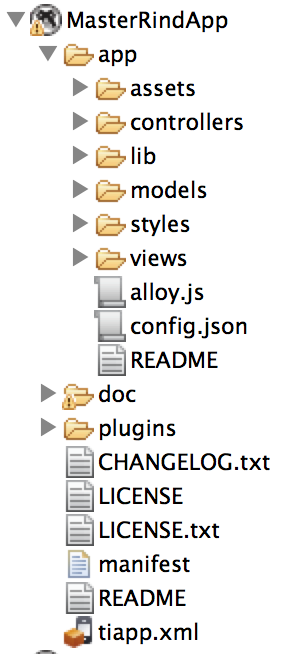 MasterRindApp
app
assets
controllers
lib
models
styles
views
alloy.js
config.json
README
doc
plugins
CHANGELOG.txt
LICENSE
LICENSE.txt
manifest
README
tiapp.xml